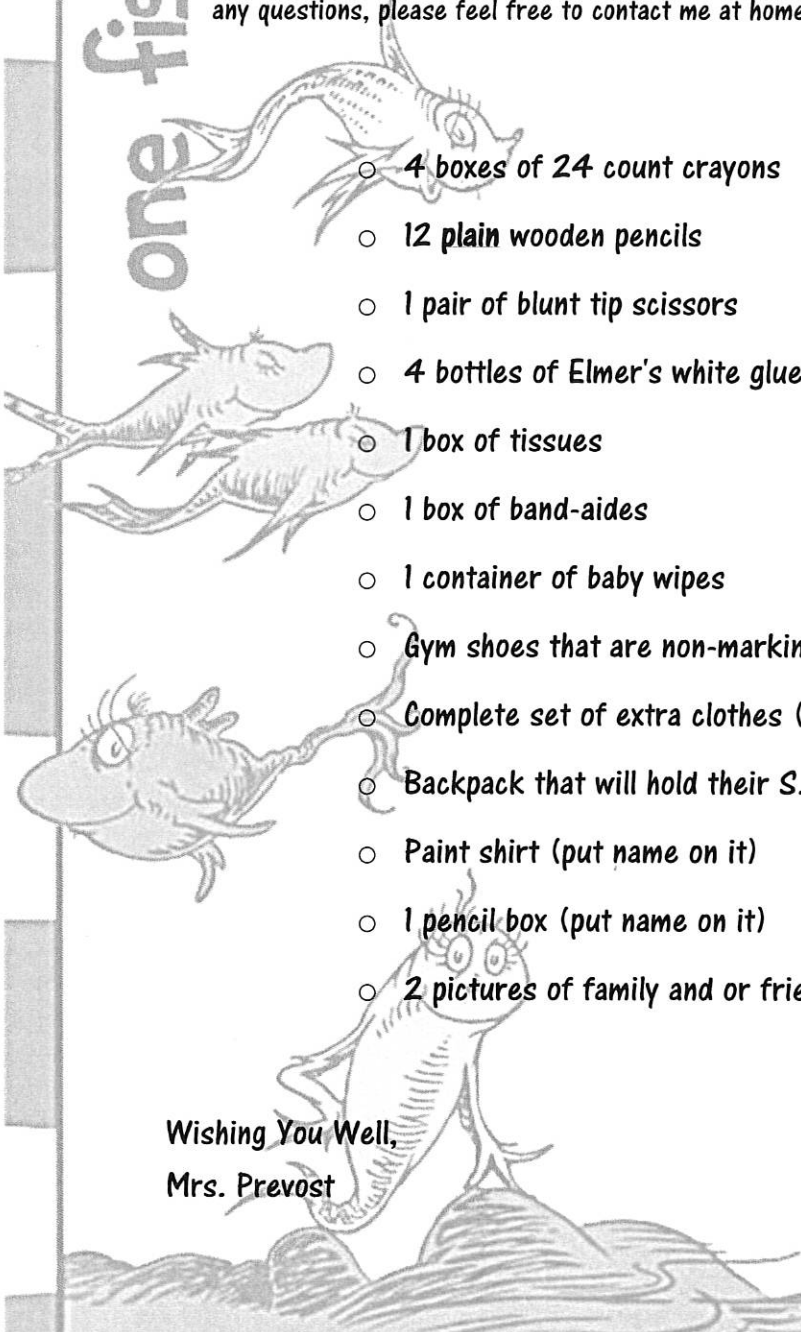 any questions, please feel free to contact me at home
one fis
○ 4 boxes of 24 count crayons
○ 12 plain wooden pencils
○ 1 pair of blunt tip scissors
○ 4 bottles of Elmer's white glue
○ 1 box of tissues
○ 1 box of band-aides
○ 1 container of baby wipes
○ Gym shoes that are non-markin
○ Complete set of extra clothes (
○ Backpack that will hold their S.
○ Paint shirt (put name on it)
○ 1 pencil box (put name on it)
○ 2 pictures of family and or frie
Wishing You Well,
Mrs. Prevost